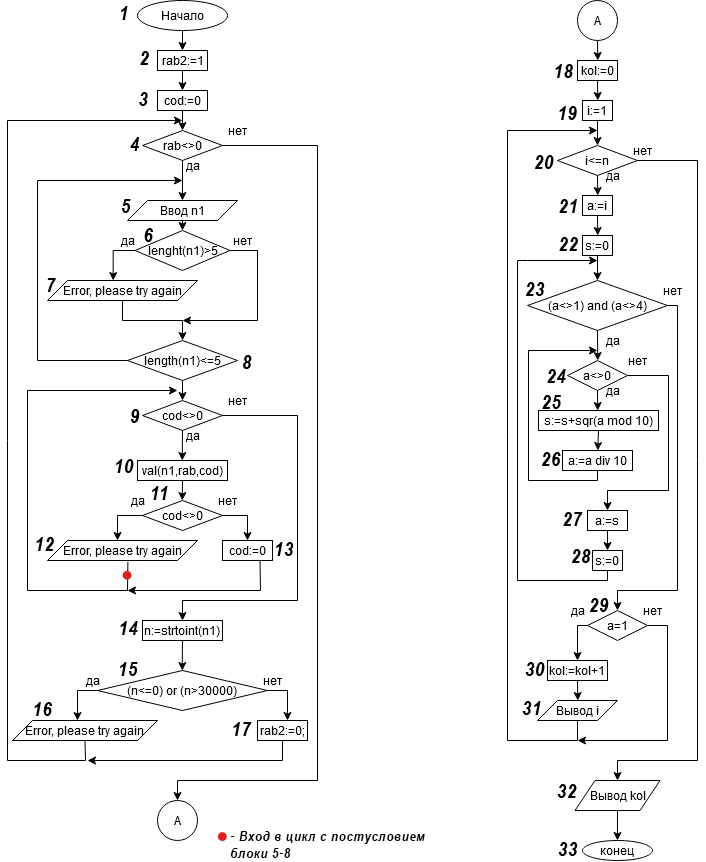 1 Начало
2 rab2:=1
3 cod:=0
4 rab<>0 нет
да
5 Ввод n1
6
да lenght(n1)>5 нет
7 Error, please try again
length(n1)<=5 8
9 cod<>0 нет
да
10 val(n1,rab,cod)
11
да cod<>0 нет
12 Error, please try again cod:=0 13
14 n:=strtoint(n1)
15
да (n<=0) or (n>30000) нет
16 Error, please try again 17 rab2:=0;
A
- Вход в цикл с постусловием
блоки 5-8
A
18 kol:=0
19 i:=1
20 i<=n нет
да
21 a:=i
22 s:=0
23 (a<>1) and (a<>4) нет
да
24 a<>0 нет
да
25 s:=s+sqr(a mod 10)
26 a:=a div 10
27 a:=s
28 s:=0
29
да a=1 нет
30 kol:=kol+1
31 Вывод i
32 Вывод kol
33 конец